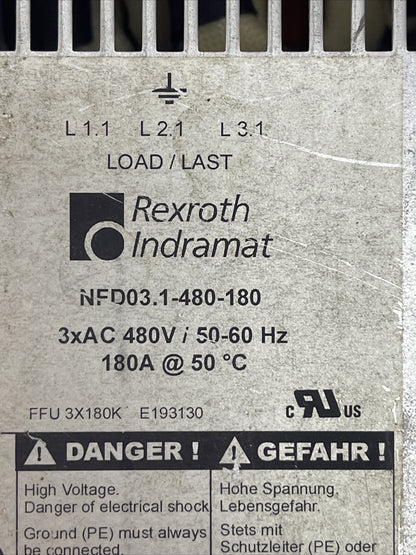 L 1.1 L 2.1 L 3.1
LOAD / LAST
Rexroth
Indramat
NFD03.1-480-180
3xAC 480V / 50-60 Hz
180A @ 50 °C
FFU 3X180K E193130
c RU US
DANGER !
High Voltage.
Danger of electrical shock
Ground (PE) must always
be connected.
GEFAHR !
Hohe Spannung.
Lebensgefahr.
Stets mit
Schutzleiter (PE) oder